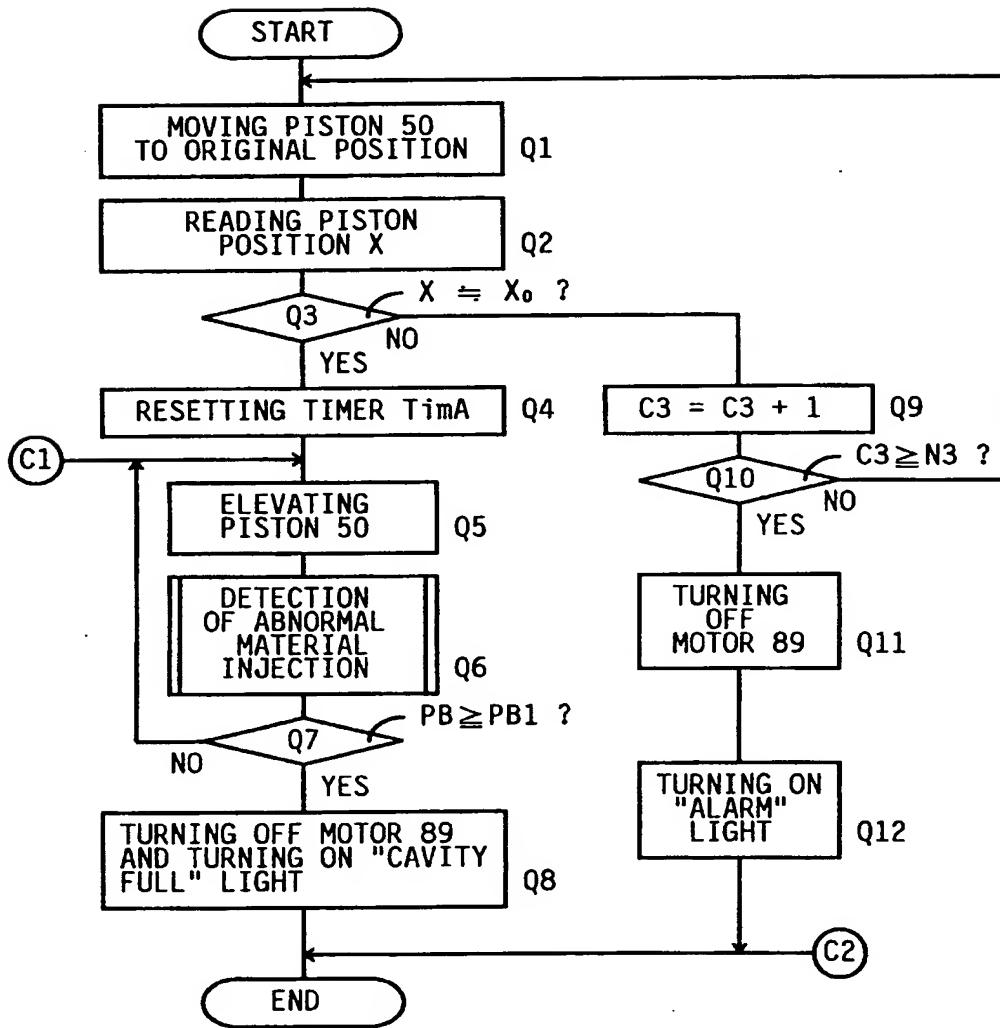 START
MOVING PISTON 50
TO ORIGINAL POSITION
Q1
READING PISTON
POSITION X
Q2
Q3
X ≒ X₀ ?
NO
YES
RESETTING TIMER TimA
Q4
C1
ELEVATING
PISTON 50
Q5
DETECTION
OF ABNORMAL
MATERIAL
INJECTION
Q6
Q7
PB≧PB1 ?
NO
YES
TURNING OFF MOTOR 89
AND TURNING ON "CAVITY
FULL" LIGHT
Q8
C3 = C3 + 1
Q9
Q10
C3≧N3 ?
NO
YES
TURNING
OFF
MOTOR 89
Q11
TURNING ON
"ALARM"
LIGHT
Q12
C2
END